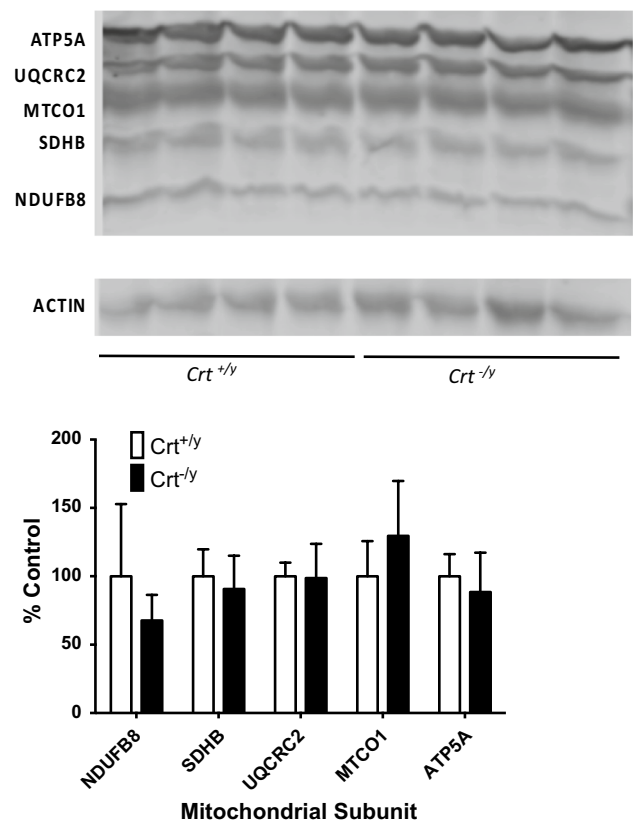 ATP5A
UQCRC2
MTCO1
SDHB
NDUFB8
ACTIN
Crt +/y Crt -/y
200
150
100
50
0
% Control
Crt+/y
Crt-/y
NDUFB8 SDHB UQCRC2 MTCO1 ATP5A
Mitochondrial Subunit